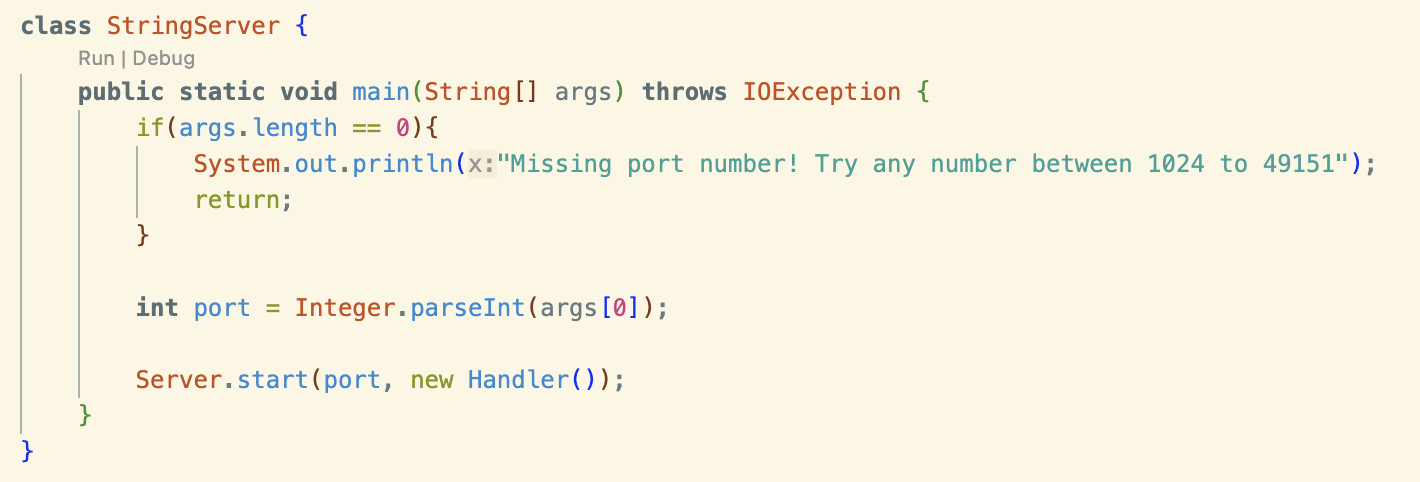 class StringServer {
Run | Debug
public static void main(String[] args) throws IOException {
if(args.length == 0){
System.out.println(x:"Missing port number! Try any number between 1024 to 49151");
return;
}
int port = Integer.parseInt(args[0]);
Server.start(port, new Handler());
}
}